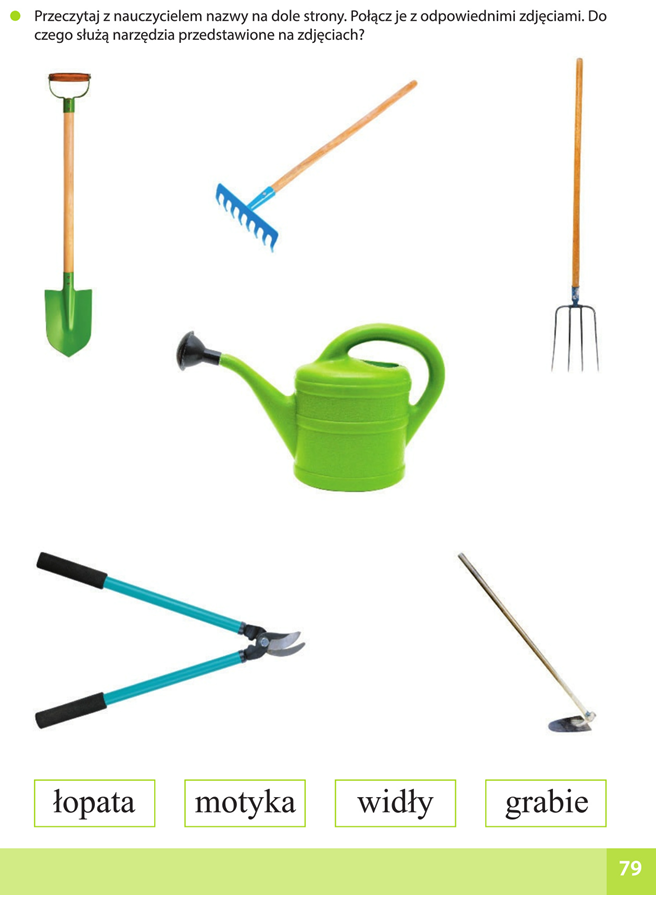 Przeczytaj z nauczycielem nazwy na dole strony. Połącz je z odpowiednimi zdjęciami. Do
czego służą narzędzia przedstawione na zdjęciach?
łopata motyka widły grabie
79